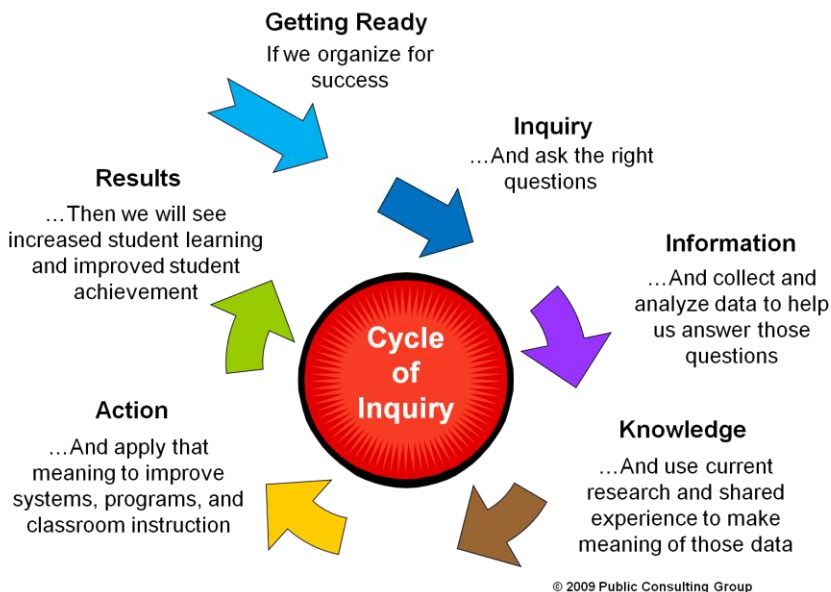 Getting Ready
If we organize for
success
Inquiry
…And ask the right
questions
Information
…And collect and
analyze data to help
us answer those
questions
Knowledge
…And use current
research and shared
experience to make
meaning of those data
Action
…And apply that
meaning to improve
systems, programs, and
classroom instruction
Results
…Then we will see
increased student learning
and improved student
achievement
Cycle
of
Inquiry
© 2009 Public Consulting Group